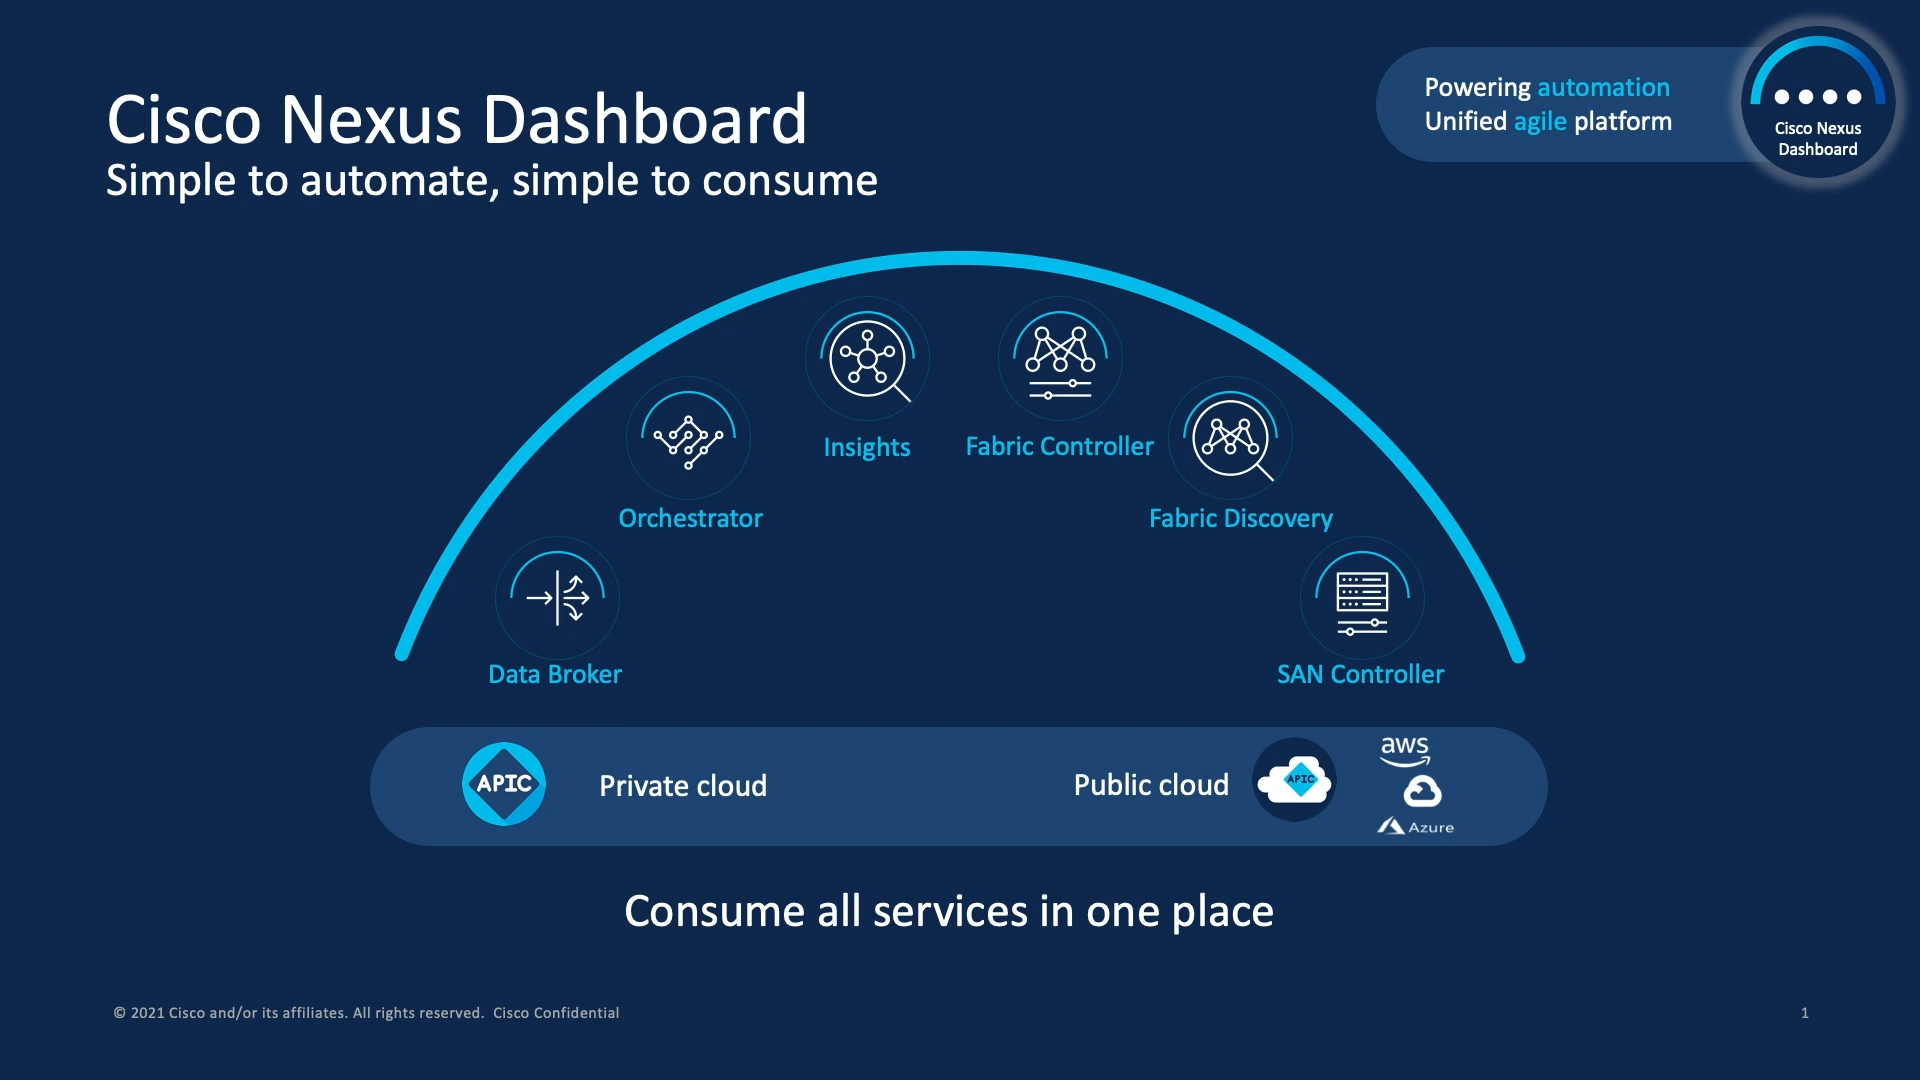 Cisco Nexus Dashboard
Simple to automate, simple to consume
Powering automation
Unified agile platform
Cisco Nexus
Dashboard
Insights
Fabric Controller
Orchestrator
Fabric Discovery
Data Broker
SAN Controller
APIC
Private cloud
Public cloud
APIC
aws
Azure
Consume all services in one place
© 2021 Cisco and/or its affiliates. All rights reserved. Cisco Confidential
1